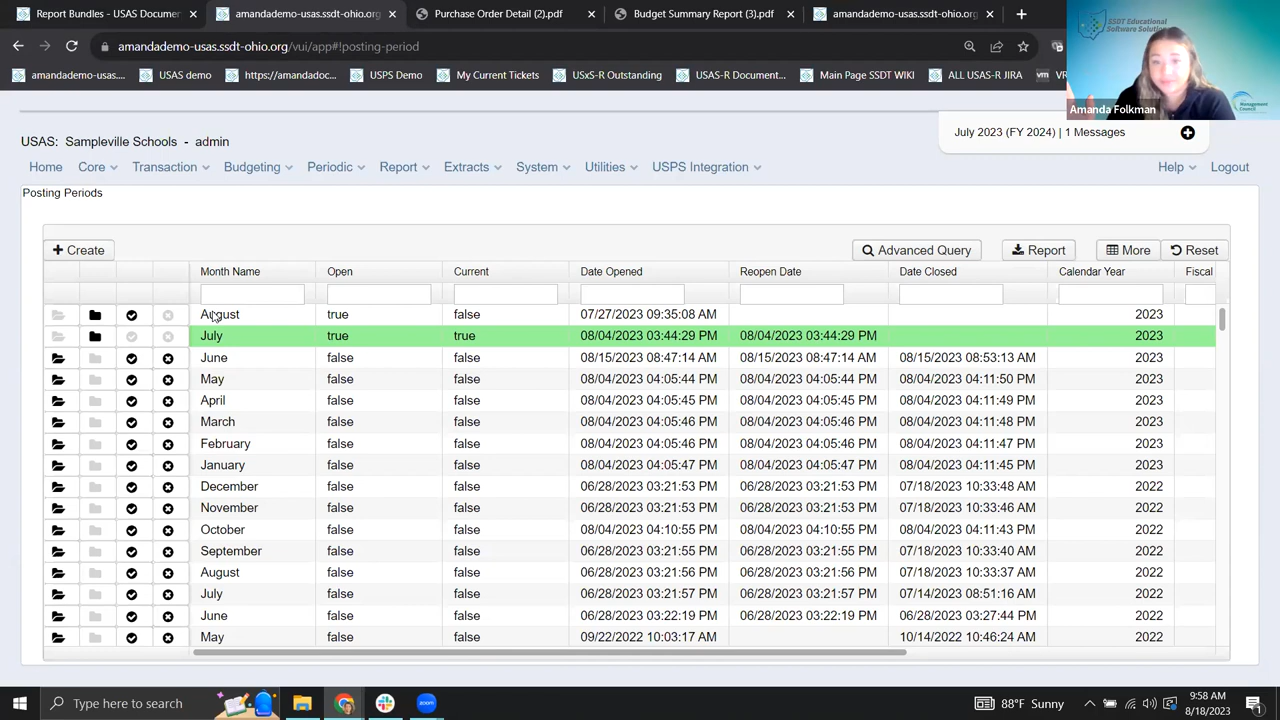 Report Bundles - USAS Documen
amandademo-usas.ssdt-ohio.org
Purchase Order Detail (2).pdf
Budget Summary Report (3).pdf
amandademo-usas.ssdt-ohio.org
amandademo-usas.ssdt-ohio.org/vui/app#!posting-period
amandademo-usas....
USAS demo
https://amandadoc...
USPS Demo
My Current Tickets
USxS-R Outstanding
USAS-R Document...
Main Page SSDT WIKI
ALL USAS-R JIRA
SSDT Educational
Software Solution
Management
Council
Amanda Folkman
USAS: Sampleville Schools - admin
July 2023 (FY 2024) | 1 Messages
Home Core Transaction Budgeting Periodic Report Extracts System Utilities USPS Integration Help Logout
Posting Periods
Create Advanced Query Report More Reset
Month Name Open Current Date Opened Reopen Date Date Closed Calendar Year Fiscal
August true false 07/27/2023 09:35:08 AM 2023
July true true 08/04/2023 03:44:29 PM 08/04/2023 03:44:29 PM 2023
June false false 08/15/2023 08:47:14 AM 08/15/2023 08:47:14 AM 08/15/2023 08:53:13 AM 2023
May false false 08/04/2023 04:05:44 PM 08/04/2023 04:05:44 PM 08/04/2023 04:11:50 PM 2023
April false false 08/04/2023 04:05:45 PM 08/04/2023 04:05:45 PM 08/04/2023 04:11:49 PM 2023
March false false 08/04/2023 04:05:46 PM 08/04/2023 04:05:46 PM 08/04/2023 04:11:48 PM 2023
February false false 08/04/2023 04:05:46 PM 08/04/2023 04:05:46 PM 08/04/2023 04:11:47 PM 2023
January false false 08/04/2023 04:05:47 PM 08/04/2023 04:05:47 PM 08/04/2023 04:11:45 PM 2023
December false false 06/28/2023 03:21:53 PM 06/28/2023 03:21:53 PM 07/18/2023 10:33:48 AM 2022
November false false 06/28/2023 03:21:53 PM 06/28/2023 03:21:53 PM 07/18/2023 10:33:46 AM 2022
October false false 08/04/2023 04:10:55 PM 08/04/2023 04:10:55 PM 08/04/2023 04:11:43 PM 2022
September false false 06/28/2023 03:21:55 PM 06/28/2023 03:21:55 PM 07/18/2023 10:33:40 AM 2022
August false false 06/28/2023 03:21:56 PM 06/28/2023 03:21:56 PM 07/18/2023 10:33:37 AM 2022
July false false 06/28/2023 03:21:57 PM 06/28/2023 03:21:57 PM 07/14/2023 08:51:16 AM 2022
June false false 06/28/2023 03:22:19 PM 06/28/2023 03:22:19 PM 06/28/2023 03:27:44 PM 2022
May false false 09/22/2022 10:03:17 AM 10/14/2022 10:46:24 AM 2022
Type here to search
zoom
88°F Sunny
9:58 AM
8/18/2023
1